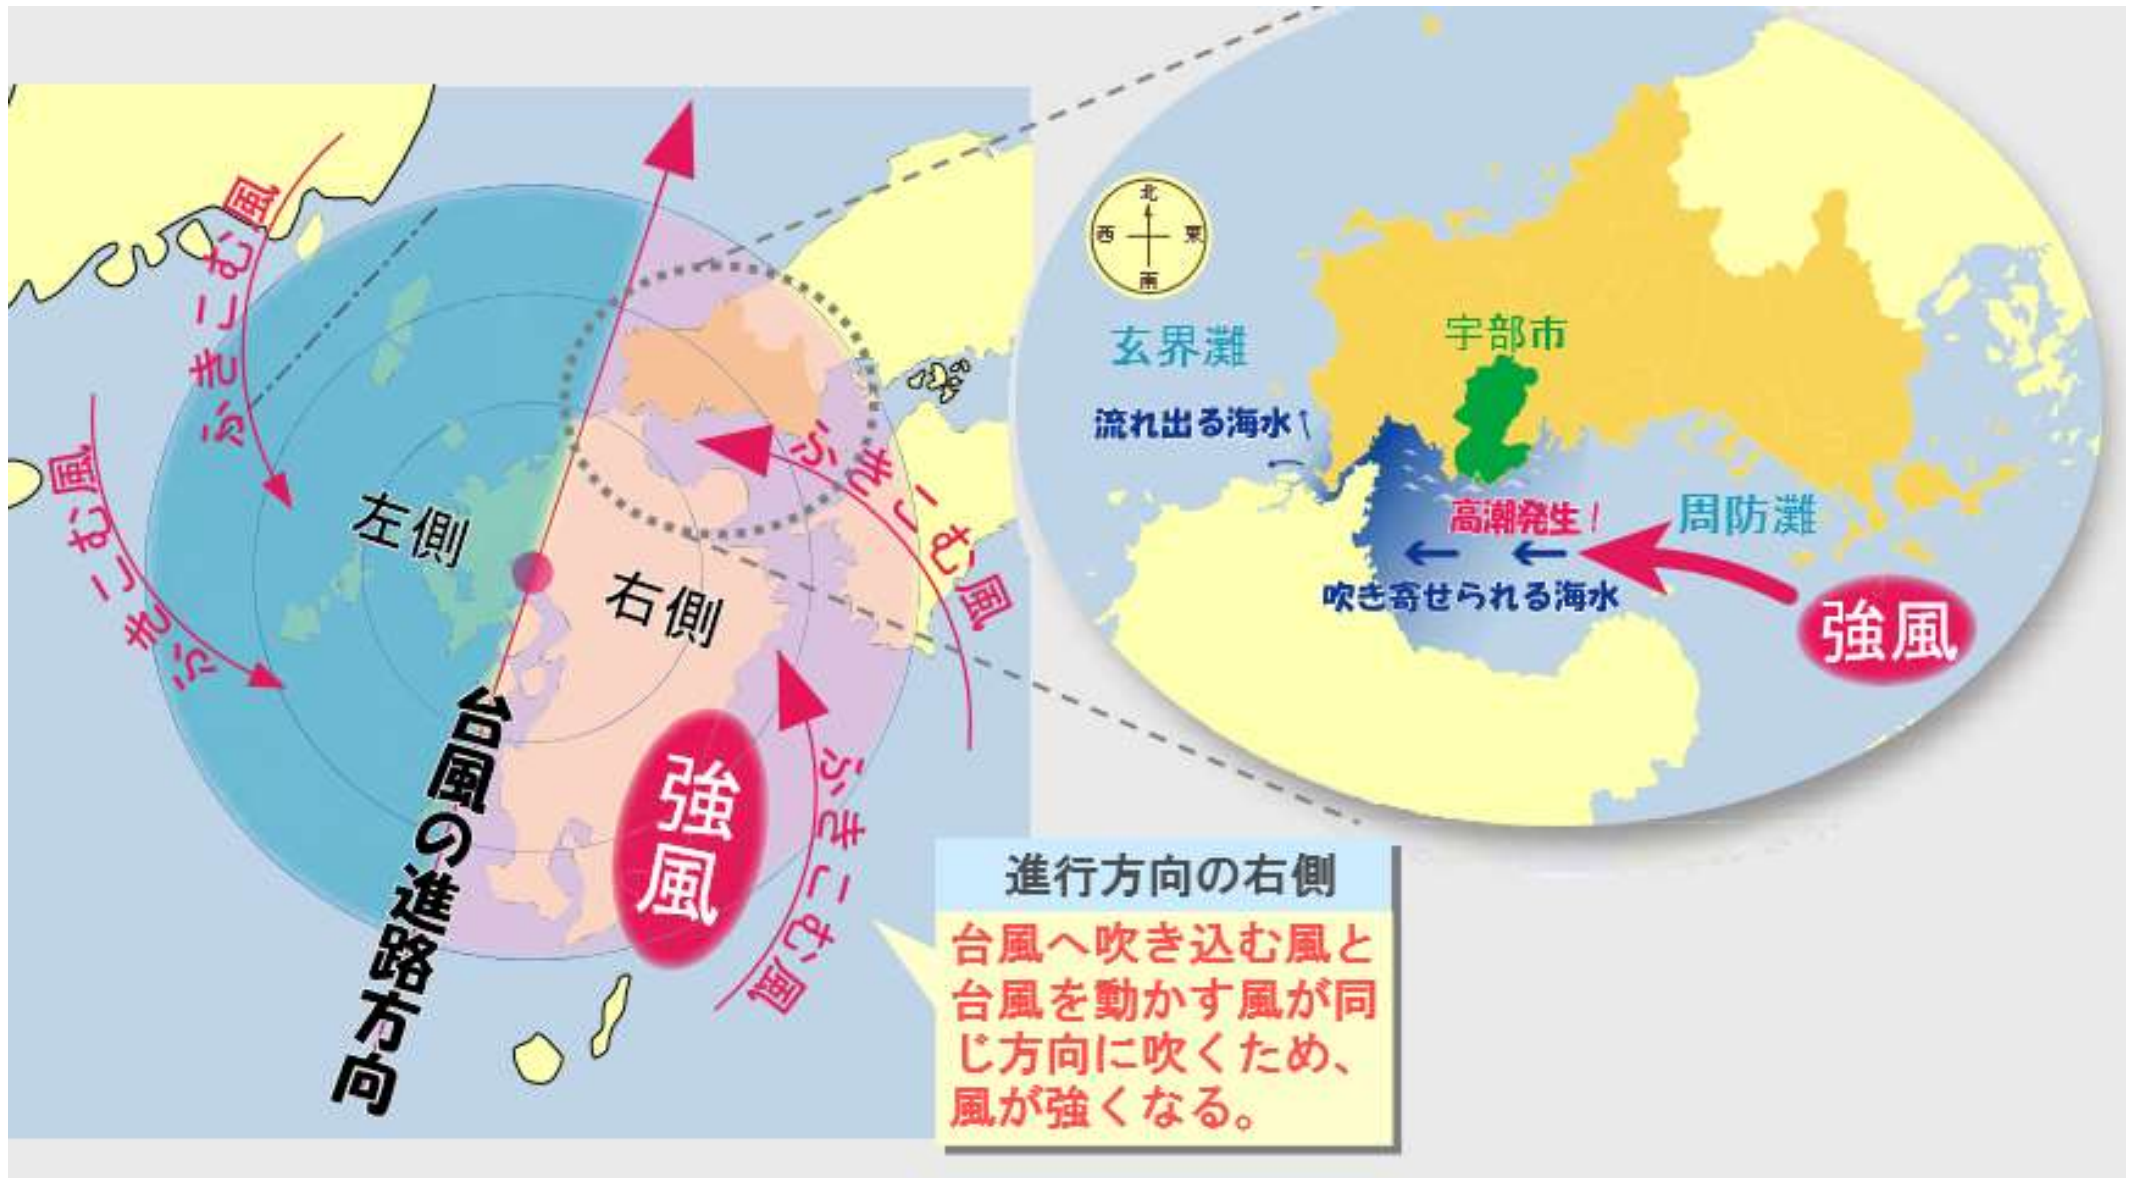 ふきこむ風
ふきこむ風
左側
右側
ふきこむ風
ふきこむ風
強風
台風の進路方向
北
西
東
南
玄界灘
宇部市
流れ出る海水
高潮発生!
周防灘
吹き寄せられる海水
強風
進行方向の右側
台風へ吹き込む風と
台風を動かす風が同
じ方向に吹くため、
風が強くなる。